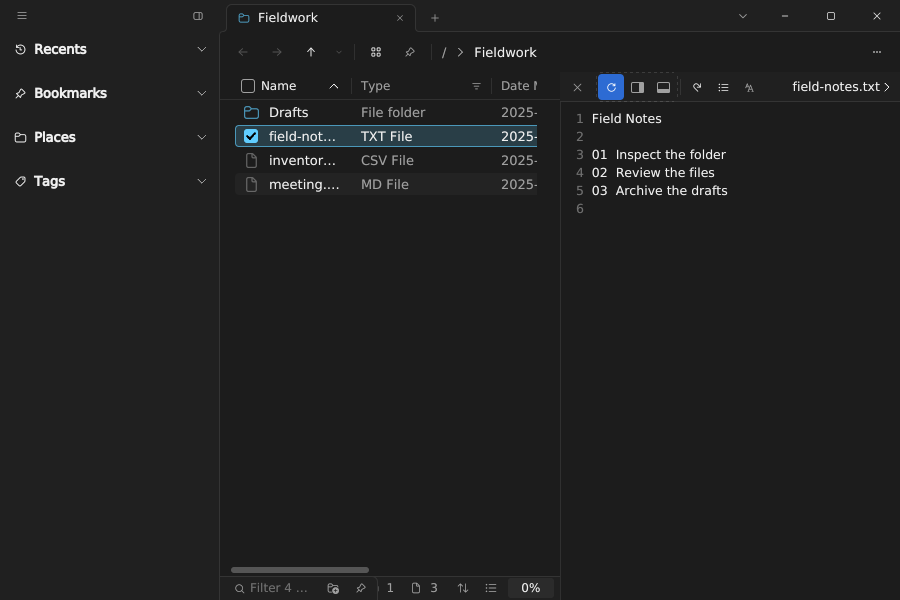 Fieldwork
Recents
Bookmarks
Places
Tags
/ Fieldwork
Name Type Date M
Drafts File folder 2025-
field-not... TXT File 2025-
inventor... CSV File 2025-
meeting.... MD File 2025-
field-notes.txt
1 Field Notes
2
3 01 Inspect the folder
4 02 Review the files
5 03 Archive the drafts
6
Filter 4 ... 1 3 0%